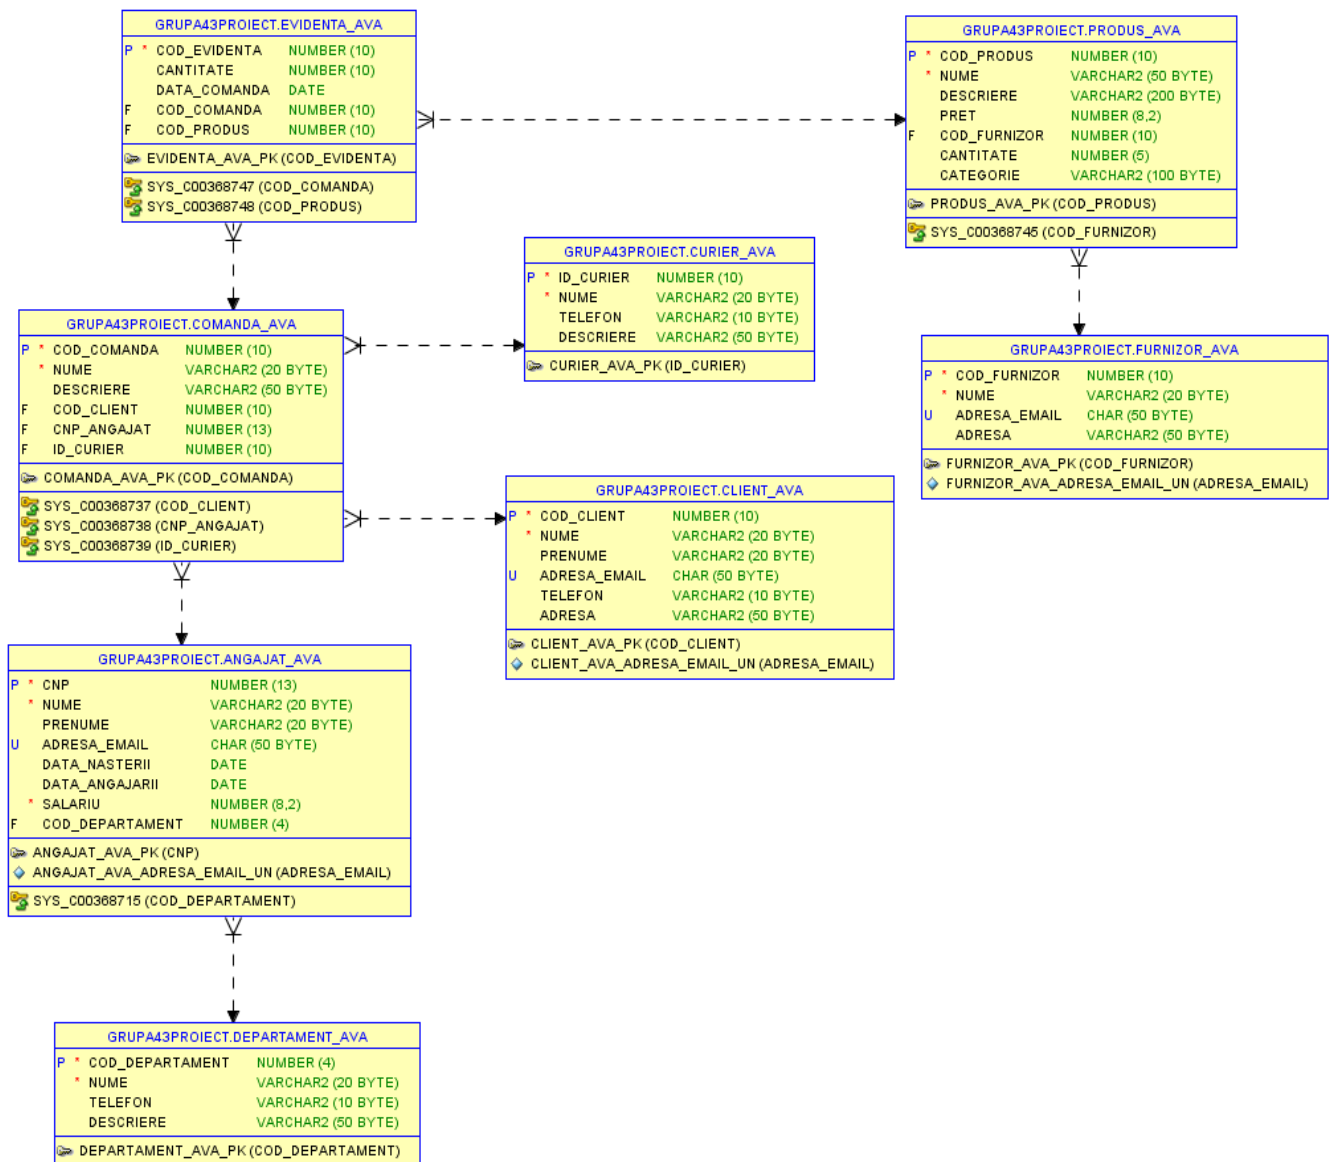 GRUPA43PROIECT.EVIDENTA_AVA
P * COD_EVIDENTA NUMBER (10)
CANTITATE NUMBER (10)
DATA_COMANDA DATE
F COD_COMANDA NUMBER (10)
F COD_PRODUS NUMBER (10)
EVIDENTA_AVA_PK (COD_EVIDENTA)
SYS_C00368747 (COD_COMANDA)
SYS_C00368748 (COD_PRODUS)
GRUPA43PROIECT.PRODUS_AVA
P * COD_PRODUS NUMBER (10)
* NUME VARCHAR2 (50 BYTE)
DESCRIERE VARCHAR2 (200 BYTE)
PRET NUMBER (8,2)
F COD_FURNIZOR NUMBER (10)
CANTITATE NUMBER (5)
CATEGORIE VARCHAR2 (100 BYTE)
PRODUS_AVA_PK (COD_PRODUS)
SYS_C00368745 (COD_FURNIZOR)
GRUPA43PROIECT.CURIER_AVA
P * ID_CURIER NUMBER (10)
* NUME VARCHAR2 (20 BYTE)
TELEFON VARCHAR2 (10 BYTE)
DESCRIERE VARCHAR2 (50 BYTE)
CURIER_AVA_PK (ID_CURIER)
GRUPA43PROIECT.COMANDA_AVA
P * COD_COMANDA NUMBER (10)
* NUME VARCHAR2 (20 BYTE)
DESCRIERE VARCHAR2 (50 BYTE)
F COD_CLIENT NUMBER (10)
F CNP_ANGAJAT NUMBER (13)
F ID_CURIER NUMBER (10)
COMANDA_AVA_PK (COD_COMANDA)
SYS_C00368737 (COD_CLIENT)
SYS_C00368738 (CNP_ANGAJAT)
SYS_C00368739 (ID_CURIER)
GRUPA43PROIECT.FURNIZOR_AVA
P * COD_FURNIZOR NUMBER (10)
* NUME VARCHAR2 (20 BYTE)
U ADRESA_EMAIL CHAR (50 BYTE)
ADRESA VARCHAR2 (50 BYTE)
FURNIZOR_AVA_PK (COD_FURNIZOR)
FURNIZOR_AVA_ADRESA_EMAIL_UN (ADRESA_EMAIL)
GRUPA43PROIECT.CLIENT_AVA
P * COD_CLIENT NUMBER (10)
* NUME VARCHAR2 (20 BYTE)
PRENUME VARCHAR2 (20 BYTE)
U ADRESA_EMAIL CHAR (50 BYTE)
TELEFON VARCHAR2 (10 BYTE)
ADRESA VARCHAR2 (50 BYTE)
CLIENT_AVA_PK (COD_CLIENT)
CLIENT_AVA_ADRESA_EMAIL_UN (ADRESA_EMAIL)
GRUPA43PROIECT.ANGAJAT_AVA
P * CNP NUMBER (13)
* NUME VARCHAR2 (20 BYTE)
PRENUME VARCHAR2 (20 BYTE)
U ADRESA_EMAIL CHAR (50 BYTE)
DATA_NASTERII DATE
DATA_ANGAJARII DATE
* SALARIU NUMBER (8,2)
F COD_DEPARTAMENT NUMBER (4)
ANGAJAT_AVA_PK (CNP)
ANGAJAT_AVA_ADRESA_EMAIL_UN (ADRESA_EMAIL)
SYS_C00368715 (COD_DEPARTAMENT)
GRUPA43PROIECT.DEPARTAMENT_AVA
P * COD_DEPARTAMENT NUMBER (4)
* NUME VARCHAR2 (20 BYTE)
TELEFON VARCHAR2 (10 BYTE)
DESCRIERE VARCHAR2 (50 BYTE)
DEPARTAMENT_AVA_PK (COD_DEPARTAMENT)